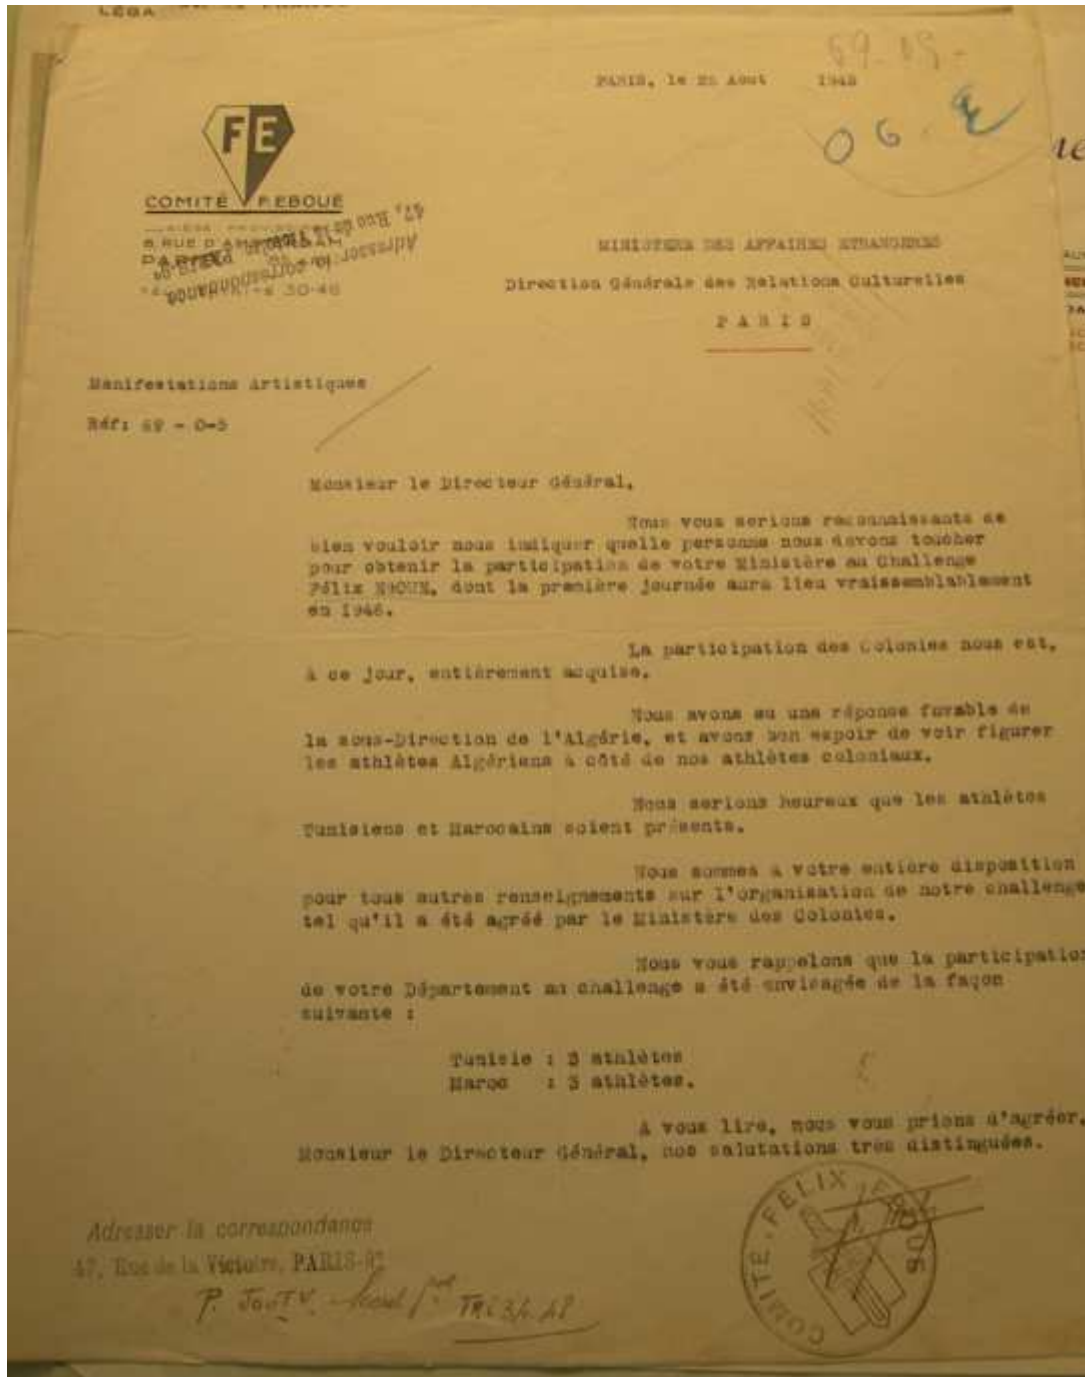 PARIS, le Aout
06.
FE
COMITÉ F. EBOUÉ
8 RUE D'
30-46
Adresser la correspondance
47, Rue de la Victoire, PARIS-9e
MINISTERE DES AFFAIRES ETRANGERES
Direction Générale des Relations Culturelles
PARIS
Manifestations Artistiques
Réf: 69 - 0-5
Monsieur le Directeur Général,
Nous vous serions reconnaissants de
bien vouloir nous indiquer quelle personne nous devons toucher
pour obtenir la participation de votre Ministère au Challenge
Félix EBOUE, dont la première journée aura lieu vraissemblablement
en
La participation des Colonies nous est,
à ce jour, entièrement acquise.
Nous avons eu une réponse favable de
la sous-Direction de l'Algérie, et avons bon espoir de voir figurer
les athlètes Algériens à côté de nos athlètes coloniaux.
Nous serions heureux que les athlètes
Tunisiens et Marocains soient présents.
Nous sommes à votre entière disposition
pour tous autres renseignements sur l'organisation de notre challenge
tel qu'il a été agréé par le Ministère des Colonies.
Nous vous rappelons que la participation
de votre Département au challenge a été envisagée de la façon
suivante :
Tunisie : 3 athlètes
Maroc : 3 athlètes.
A vous lire, nous vous prions d'agréer,
Monsieur le Directeur Général, nos salutations très distinguées.
COMITE FELIX EBOUE
Adresser la correspondance
47, Rue de la Victoire, PARIS-9e
P.